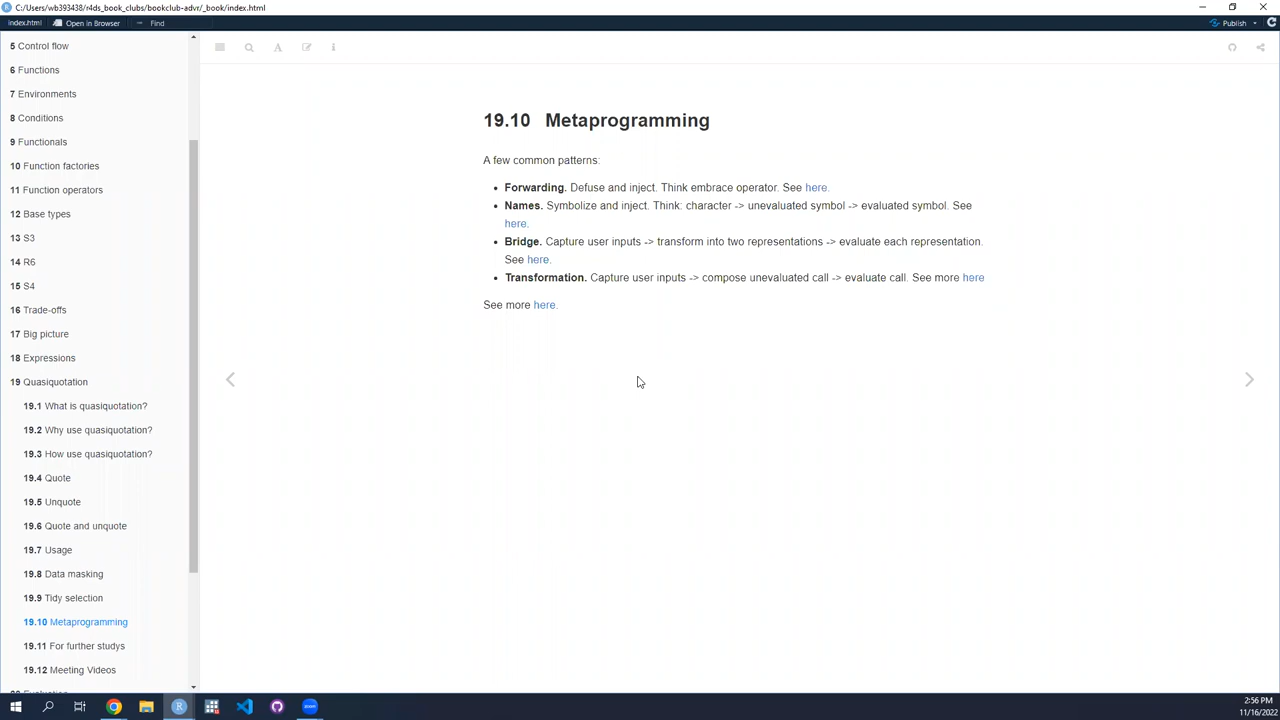 C:/Users/wb393438/r4ds_book_clubs/bookclub-advr/_book/index.html
index.html
Open in Browser
Find
Publish
5 Control flow
6 Functions
7 Environments
8 Conditions
9 Functionals
10 Function factories
11 Function operators
12 Base types
13 S3
14 R6
15 S4
16 Trade-offs
17 Big picture
18 Expressions
19 Quasiquotation
19.1 What is quasiquotation?
19.2 Why use quasiquotation?
19.3 How use quasiquotation?
19.4 Quote
19.5 Unquote
19.6 Quote and unquote
19.7 Usage
19.8 Data masking
19.9 Tidy selection
19.10 Metaprogramming
19.11 For further studys
19.12 Meeting Videos
19.10 Metaprogramming
A few common patterns:
• Forwarding. Defuse and inject. Think embrace operator. See here.
• Names. Symbolize and inject. Think: character -> unevaluated symbol -> evaluated symbol. See
here.
• Bridge. Capture user inputs -> transform into two representations -> evaluate each representation.
See here.
• Transformation. Capture user inputs -> compose unevaluated call -> evaluate call. See more here
See more here.
2:56 PM
11/16/2022